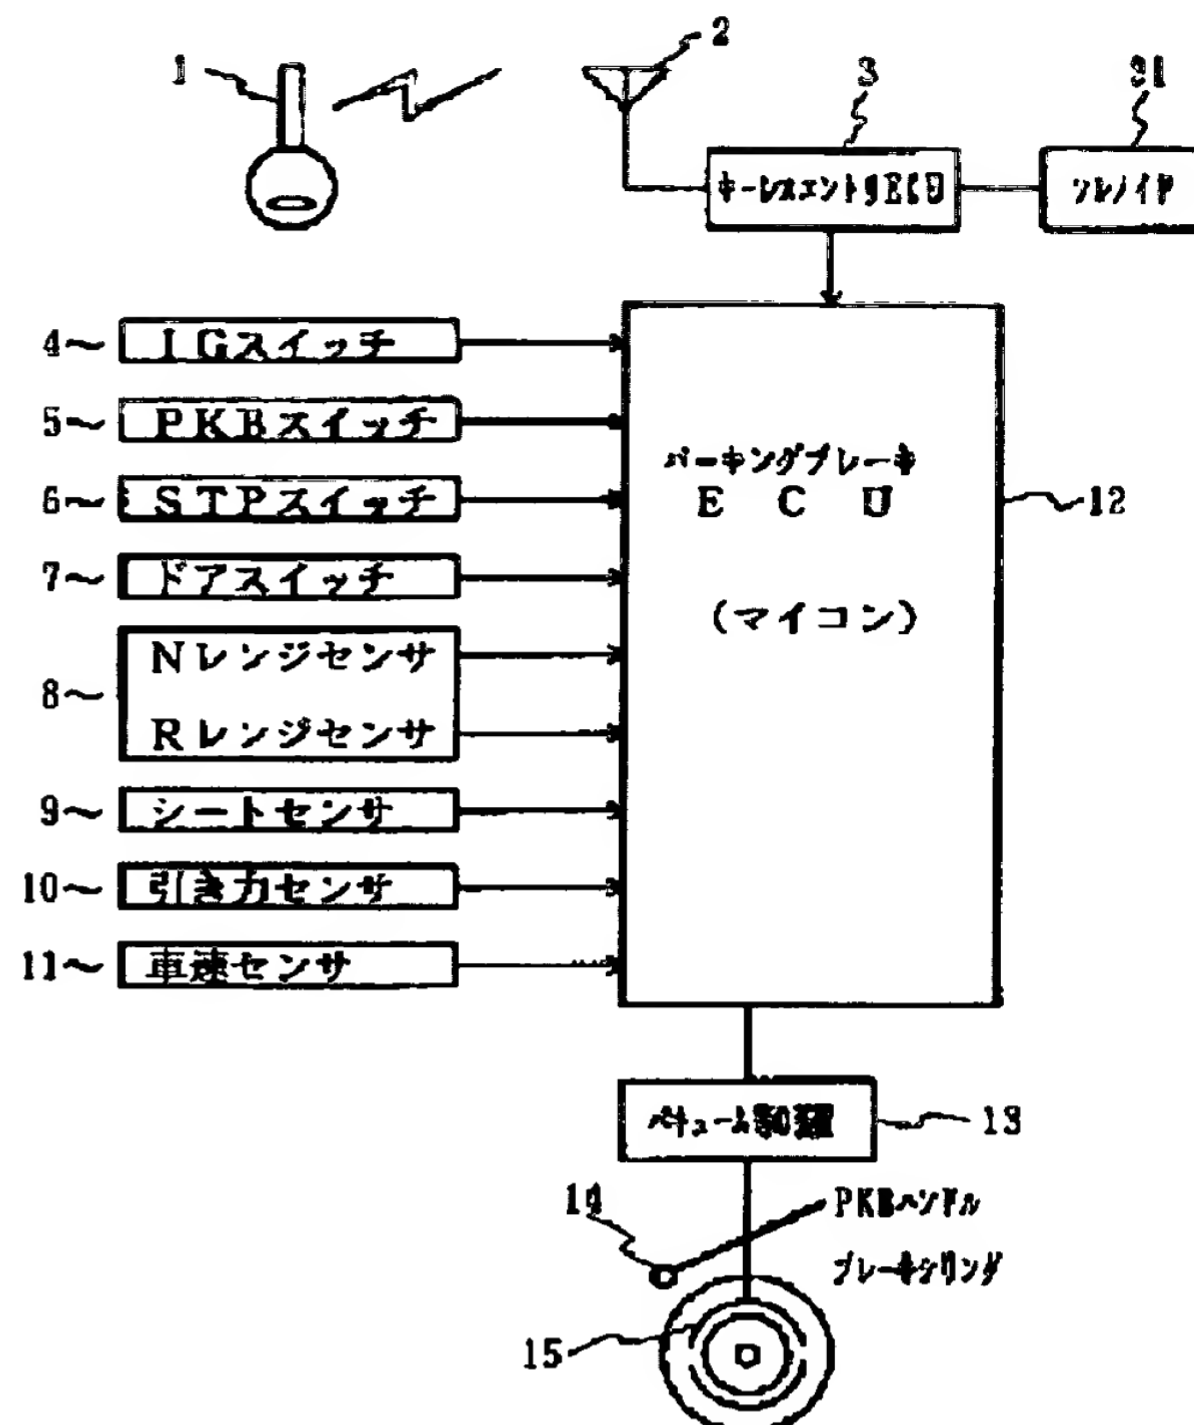 1
2
3
31
キーレスエントリECU
ソレノイド
4
IGスイッチ
5
PKBスイッチ
6
STPスイッチ
7
ドアスイッチ
8
Nレンジセンサ
Rレンジセンサ
9
シートセンサ
10
引き力センサ
11
車速センサ
パーキングブレーキ
ECU
(マイコン)
12
バキューム装置
13
14
PKBハンドル
ブレーキシリンダ
15